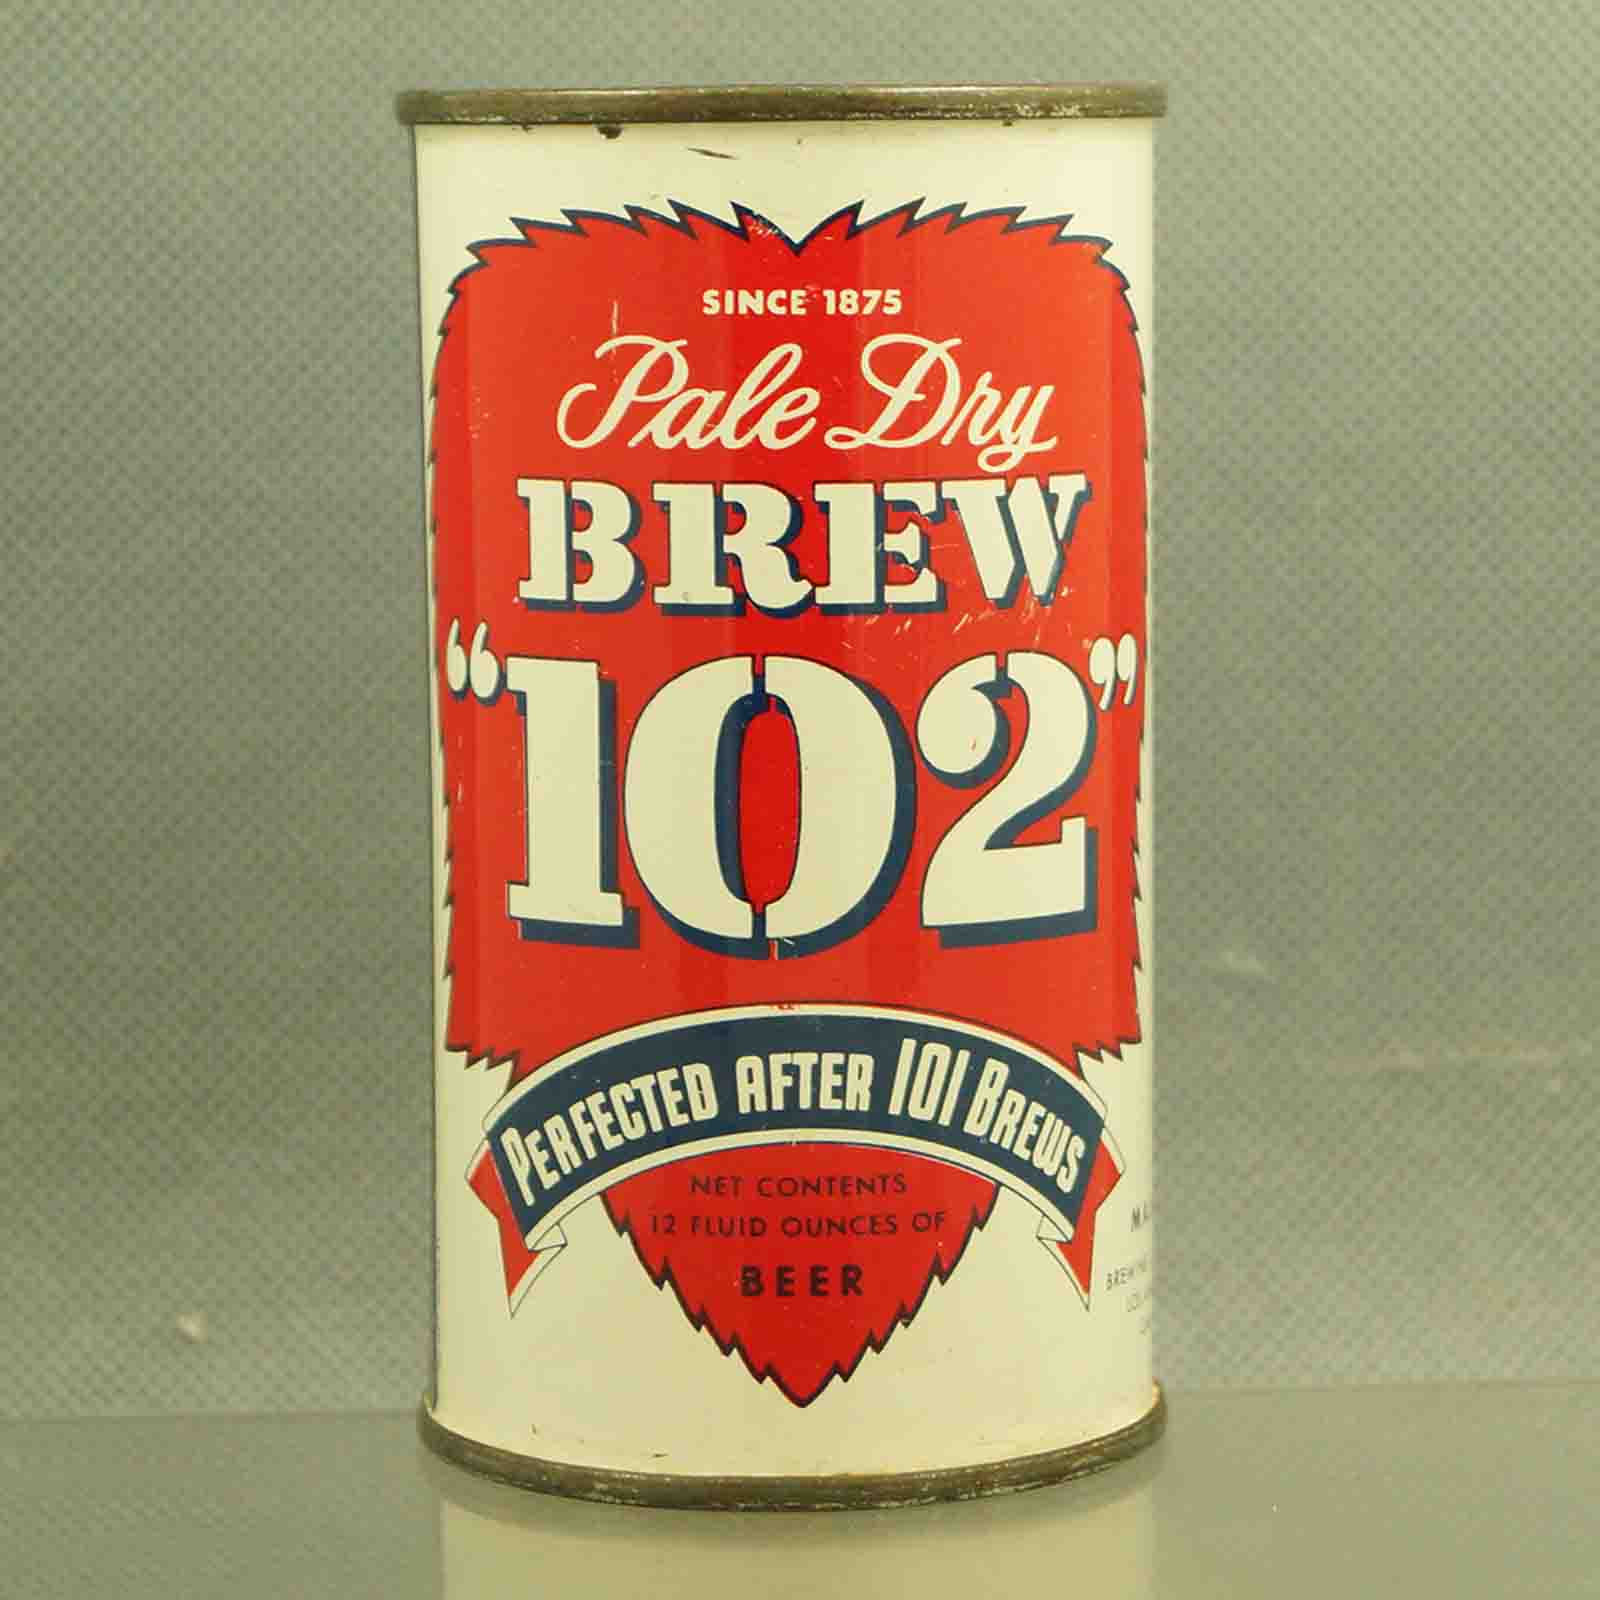 SINCE 1875
Pale Dry
BREW
“102”
PERFECTED AFTER 101 BREWS
NET CONTENTS
12 FLUID OUNCES OF
BEER